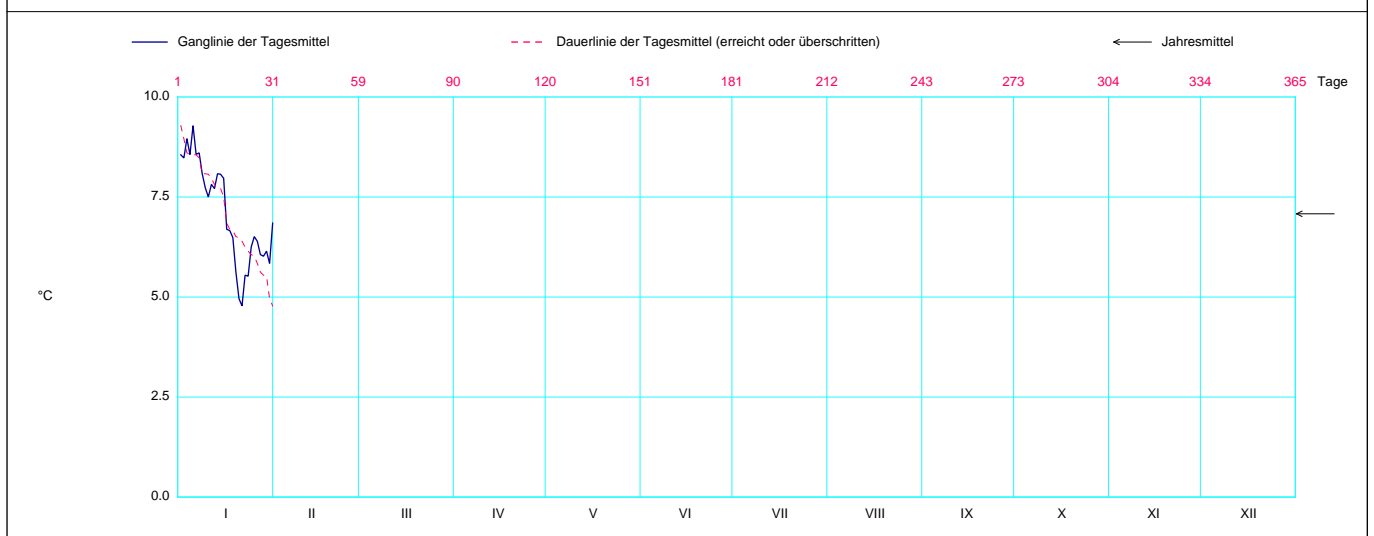 Ganglinie der Tagesmittel Dauerlinie der Tagesmittel (erreicht oder überschritten) Jahresmittel
1 31 59 90 120 151 181 212 243 273 304 334 365 Tage
10.0
7.5
5.0
°C
2.5
0.0
I II III IV V VI VII VIII IX X XI XII